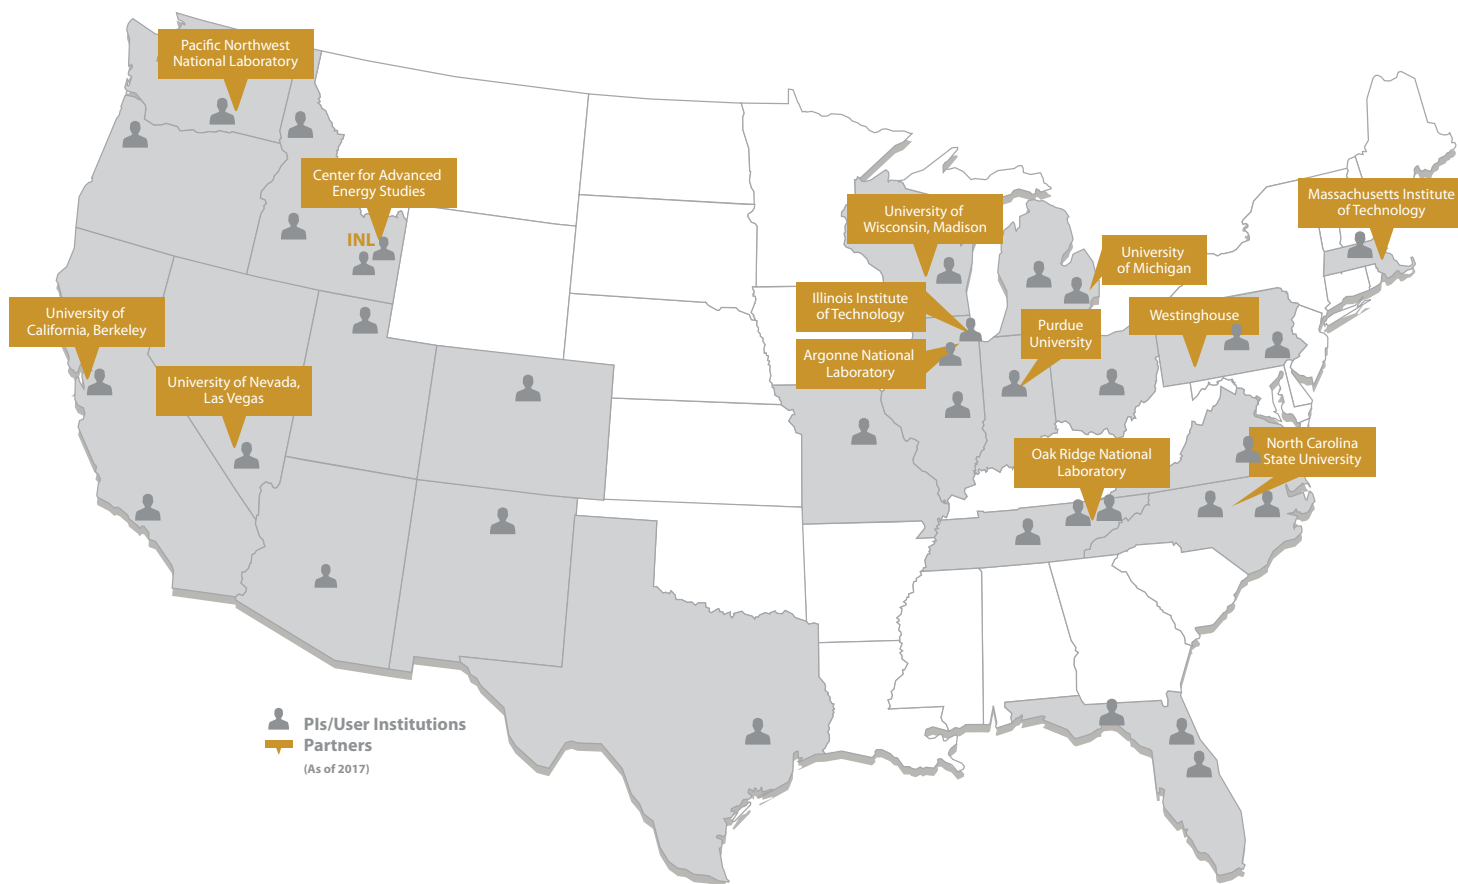 Pacific Northwest
National Laboratory
Center for Advanced
Energy Studies
INL
University of
Wisconsin, Madison
Massachusetts Institute
of Technology
University
of Michigan
Illinois Institute
of Technology
University of
California, Berkeley
Westinghouse
Purdue
University
Argonne National
Laboratory
University of Nevada,
Las Vegas
North Carolina
State University
Oak Ridge National
Laboratory
PIs/User Institutions
Partners
(As of 2017)